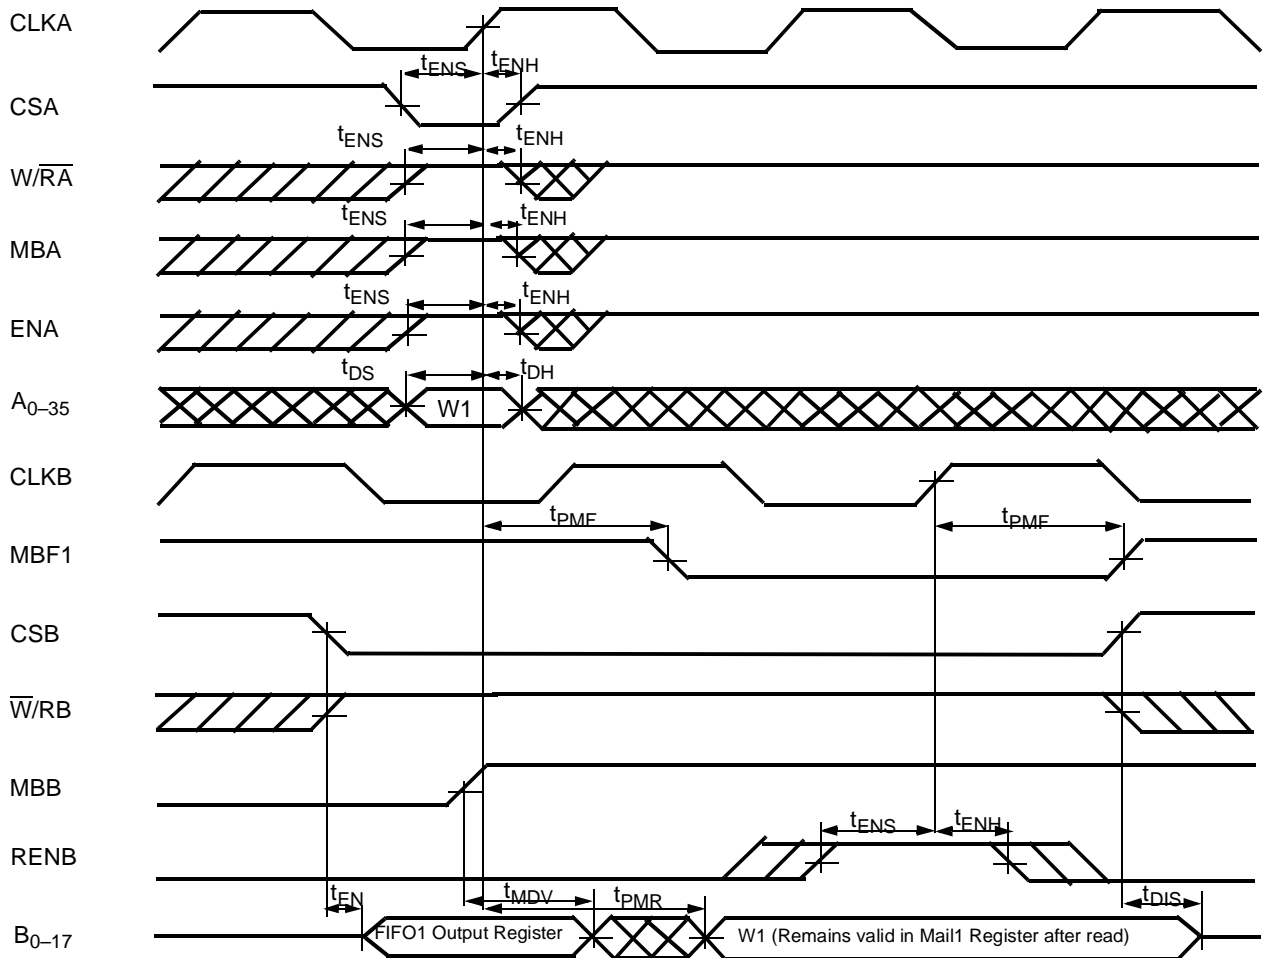 CLKA
tENS tENH
CSA
tENS tENH
W/R̅A̅
tENS tENH
MBA
tENS tENH
ENA
tDS tDH
A0–35
W1
CLKB
tPMF tPMF
MBF1
CSB
W̅/RB
MBB
tENS tENH
RENB
tEN tMDV tPMR tDIS
B0–17
FIFO1 Output Register
W1 (Remains valid in Mail1 Register after read)